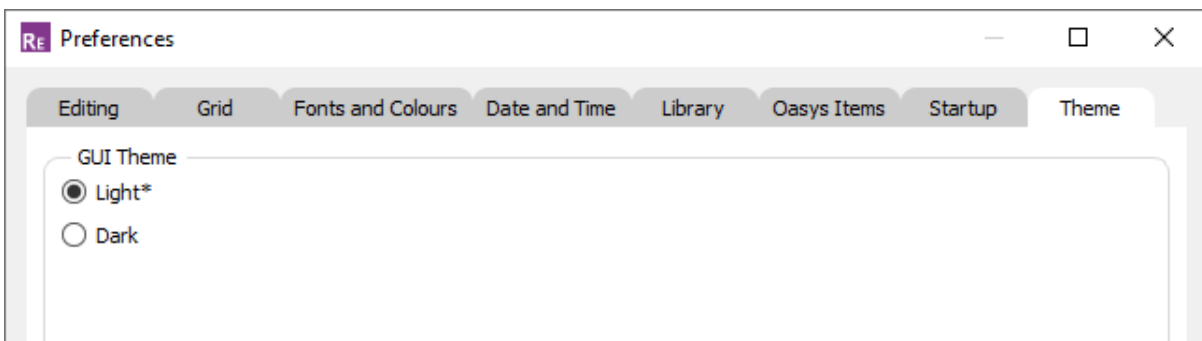 RE Preferences
Editing Grid Fonts and Colours Date and Time Library Oasys Items Startup Theme
GUI Theme
Light*
Dark